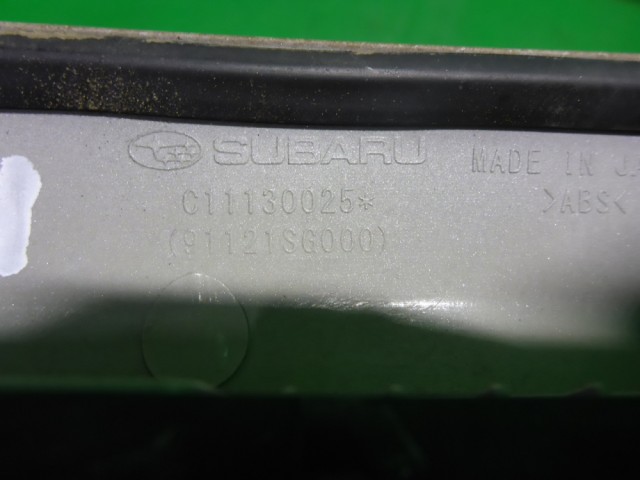 SUBARU
MADE IN J
C11130025*
>ABS<
(91121SG000)